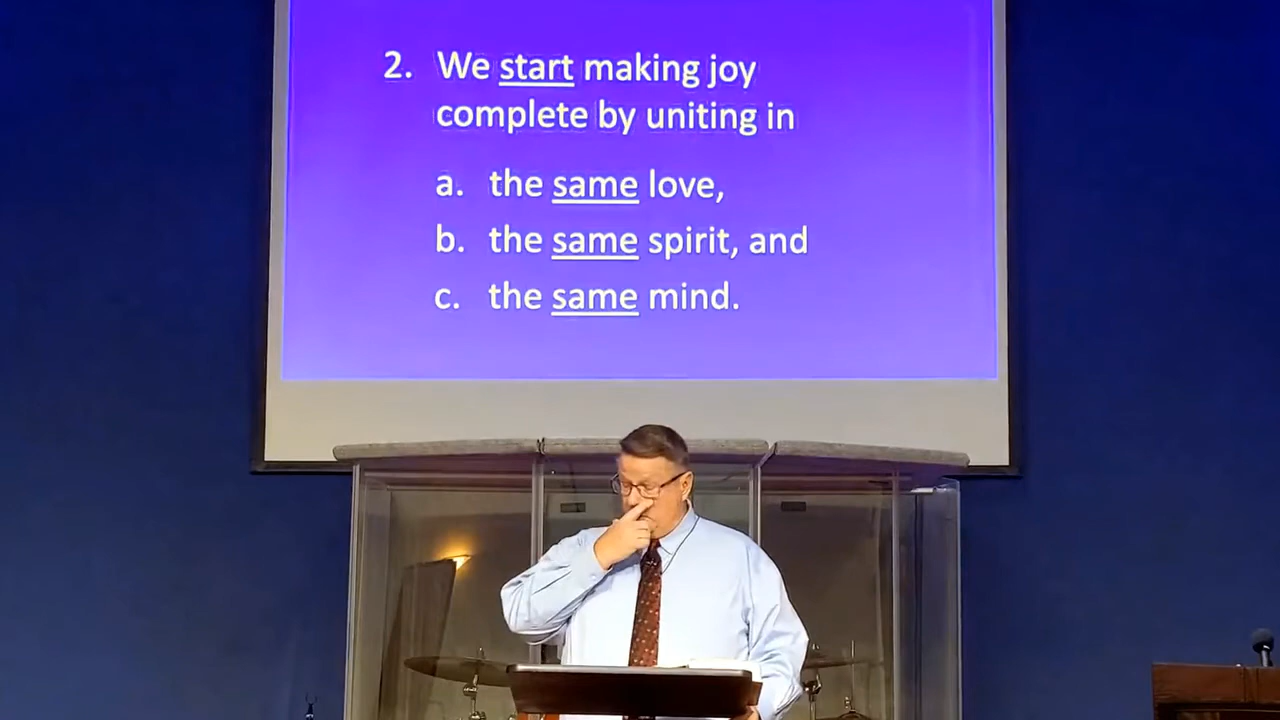 2. We start making joy
complete by uniting in
a. the same love,
b. the same spirit, and
c. the same mind.